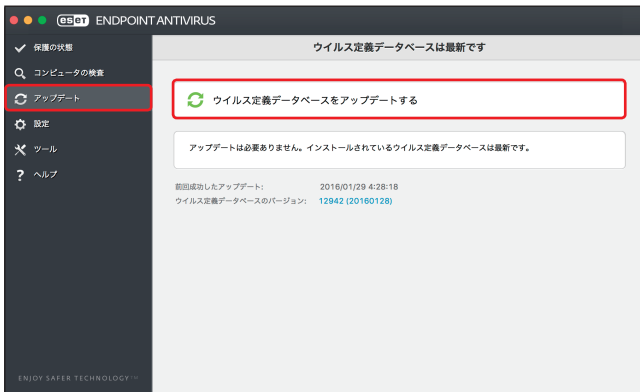 eset ENDPOINT ANTIVIRUS
保護の状態
コンピュータの検査
アップデート
設定
ツール
ヘルプ
ENJOY SAFER TECHNOLOGY™
ウイルス定義データベースは最新です
ウイルス定義データベースをアップデートする
アップデートは必要ありません。インストールされているウイルス定義データベースは最新です。
前回成功したアップデート: 2016/01/29 4:28:18
ウイルス定義データベースのバージョン: 12942 (20160128)